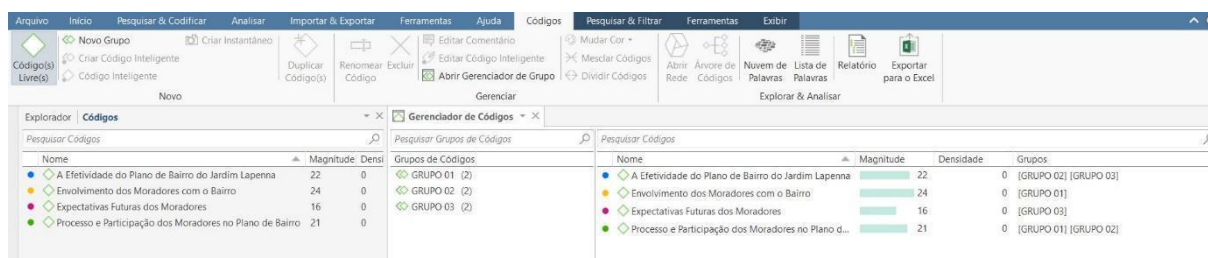 Arquivo Início Pesquisar & Codificar Analisar Importar & Exportar Ferramentas Ajuda Códigos Pesquisar & Filtrar Ferramentas Exibir
Código(s) Livre(s)
Novo Grupo
Criar Instantâneo
Criar Código Inteligente
Código Inteligente
Novo
Duplicar Código(s)
Renomear Código
Excluir
Editar Comentário
Editar Código Inteligente
Abrir Gerenciador de Grupo
Gerenciar
Mudar Cor
Mesclar Códigos
Dividir Códigos
Abrir Rede
Árvore de Códigos
Nuvem de Palavras
Lista de Palavras
Relatório
Exportar para o Excel
Explorar & Analisar
Explorador Códigos
Pesquisar Códigos
Nome Magnitude Densi
A Efetividade do Plano de Bairro do Jardim Lapenna 22 0
Envolvimento dos Moradores com o Bairro 24 0
Expectativas Futuras dos Moradores 16 0
Processo e Participação dos Moradores no Plano de Bairro 21 0
Gerenciador de Códigos
Pesquisar Grupos de Códigos
Grupos de Códigos
GRUPO 01 (2)
GRUPO 02 (2)
GRUPO 03 (2)
Pesquisar Códigos
Nome Magnitude Densidade Grupos
A Efetividade do Plano de Bairro do Jardim Lapenna 22 0 [GRUPO 02] [GRUPO 03]
Envolvimento dos Moradores com o Bairro 24 0 [GRUPO 01]
Expectativas Futuras dos Moradores 16 0 [GRUPO 03]
Processo e Participação dos Moradores no Plano d... 21 0 [GRUPO 01] [GRUPO 02]